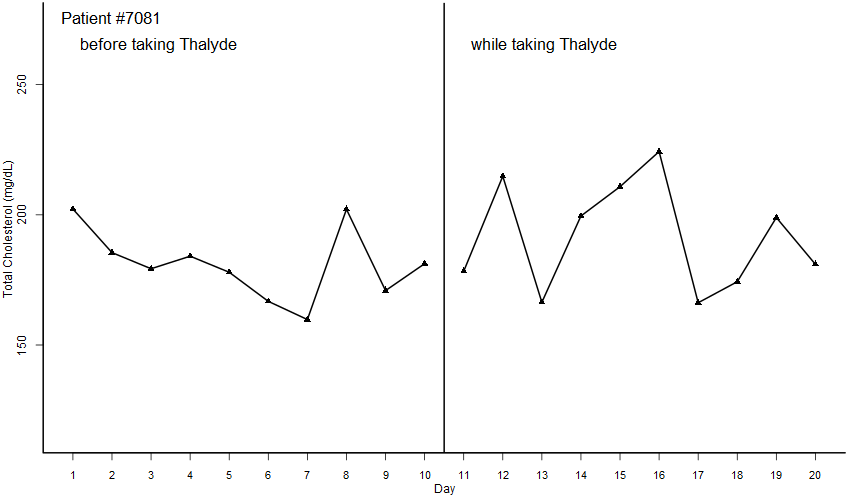 Patient #7081
before taking Thalyde
while taking Thalyde
Total Cholesterol (mg/dL)
250
200
150
1 2 3 4 5 6 7 8 9 10 11 12 13 14 15 16 17 18 19 20
Day